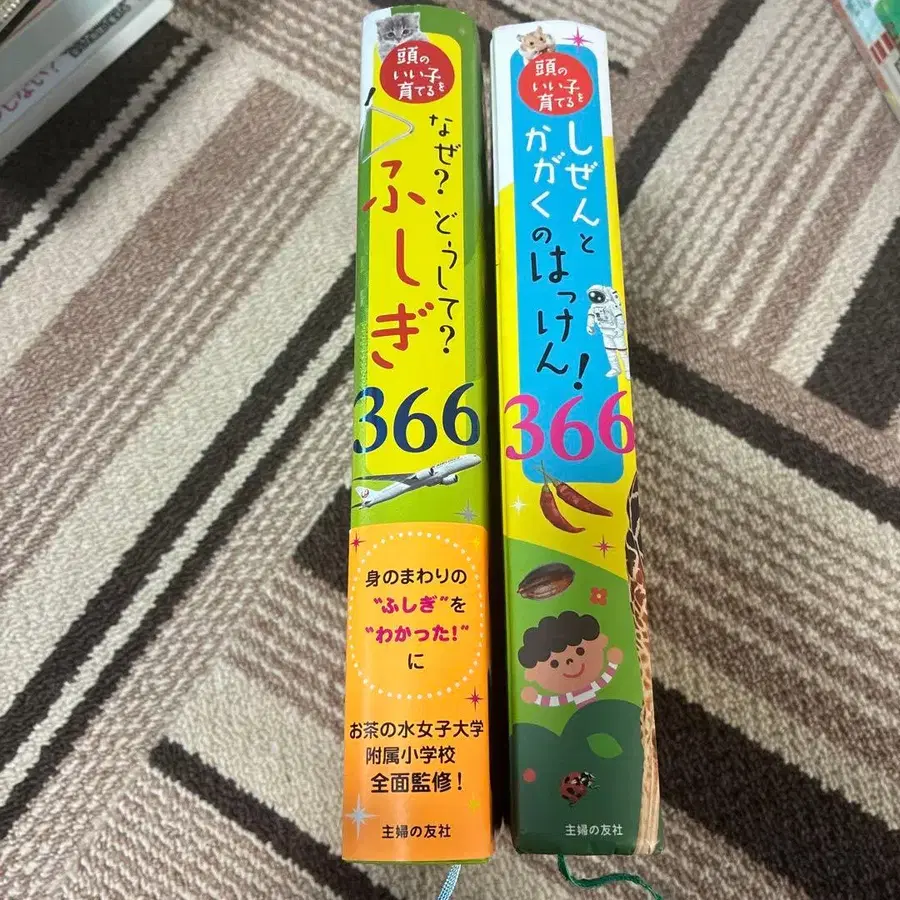 頭の
いい子を
育てる
なぜ?どうして?
ふしぎ
366
身のまわりの
“ふしぎ”を
“わかった!”
に
お茶の水女子大学
附属小学校
全面監修!
主婦の友社
頭の
いい子を
育てる
しぜんと
かがくのはっけん!
366
主婦の友社